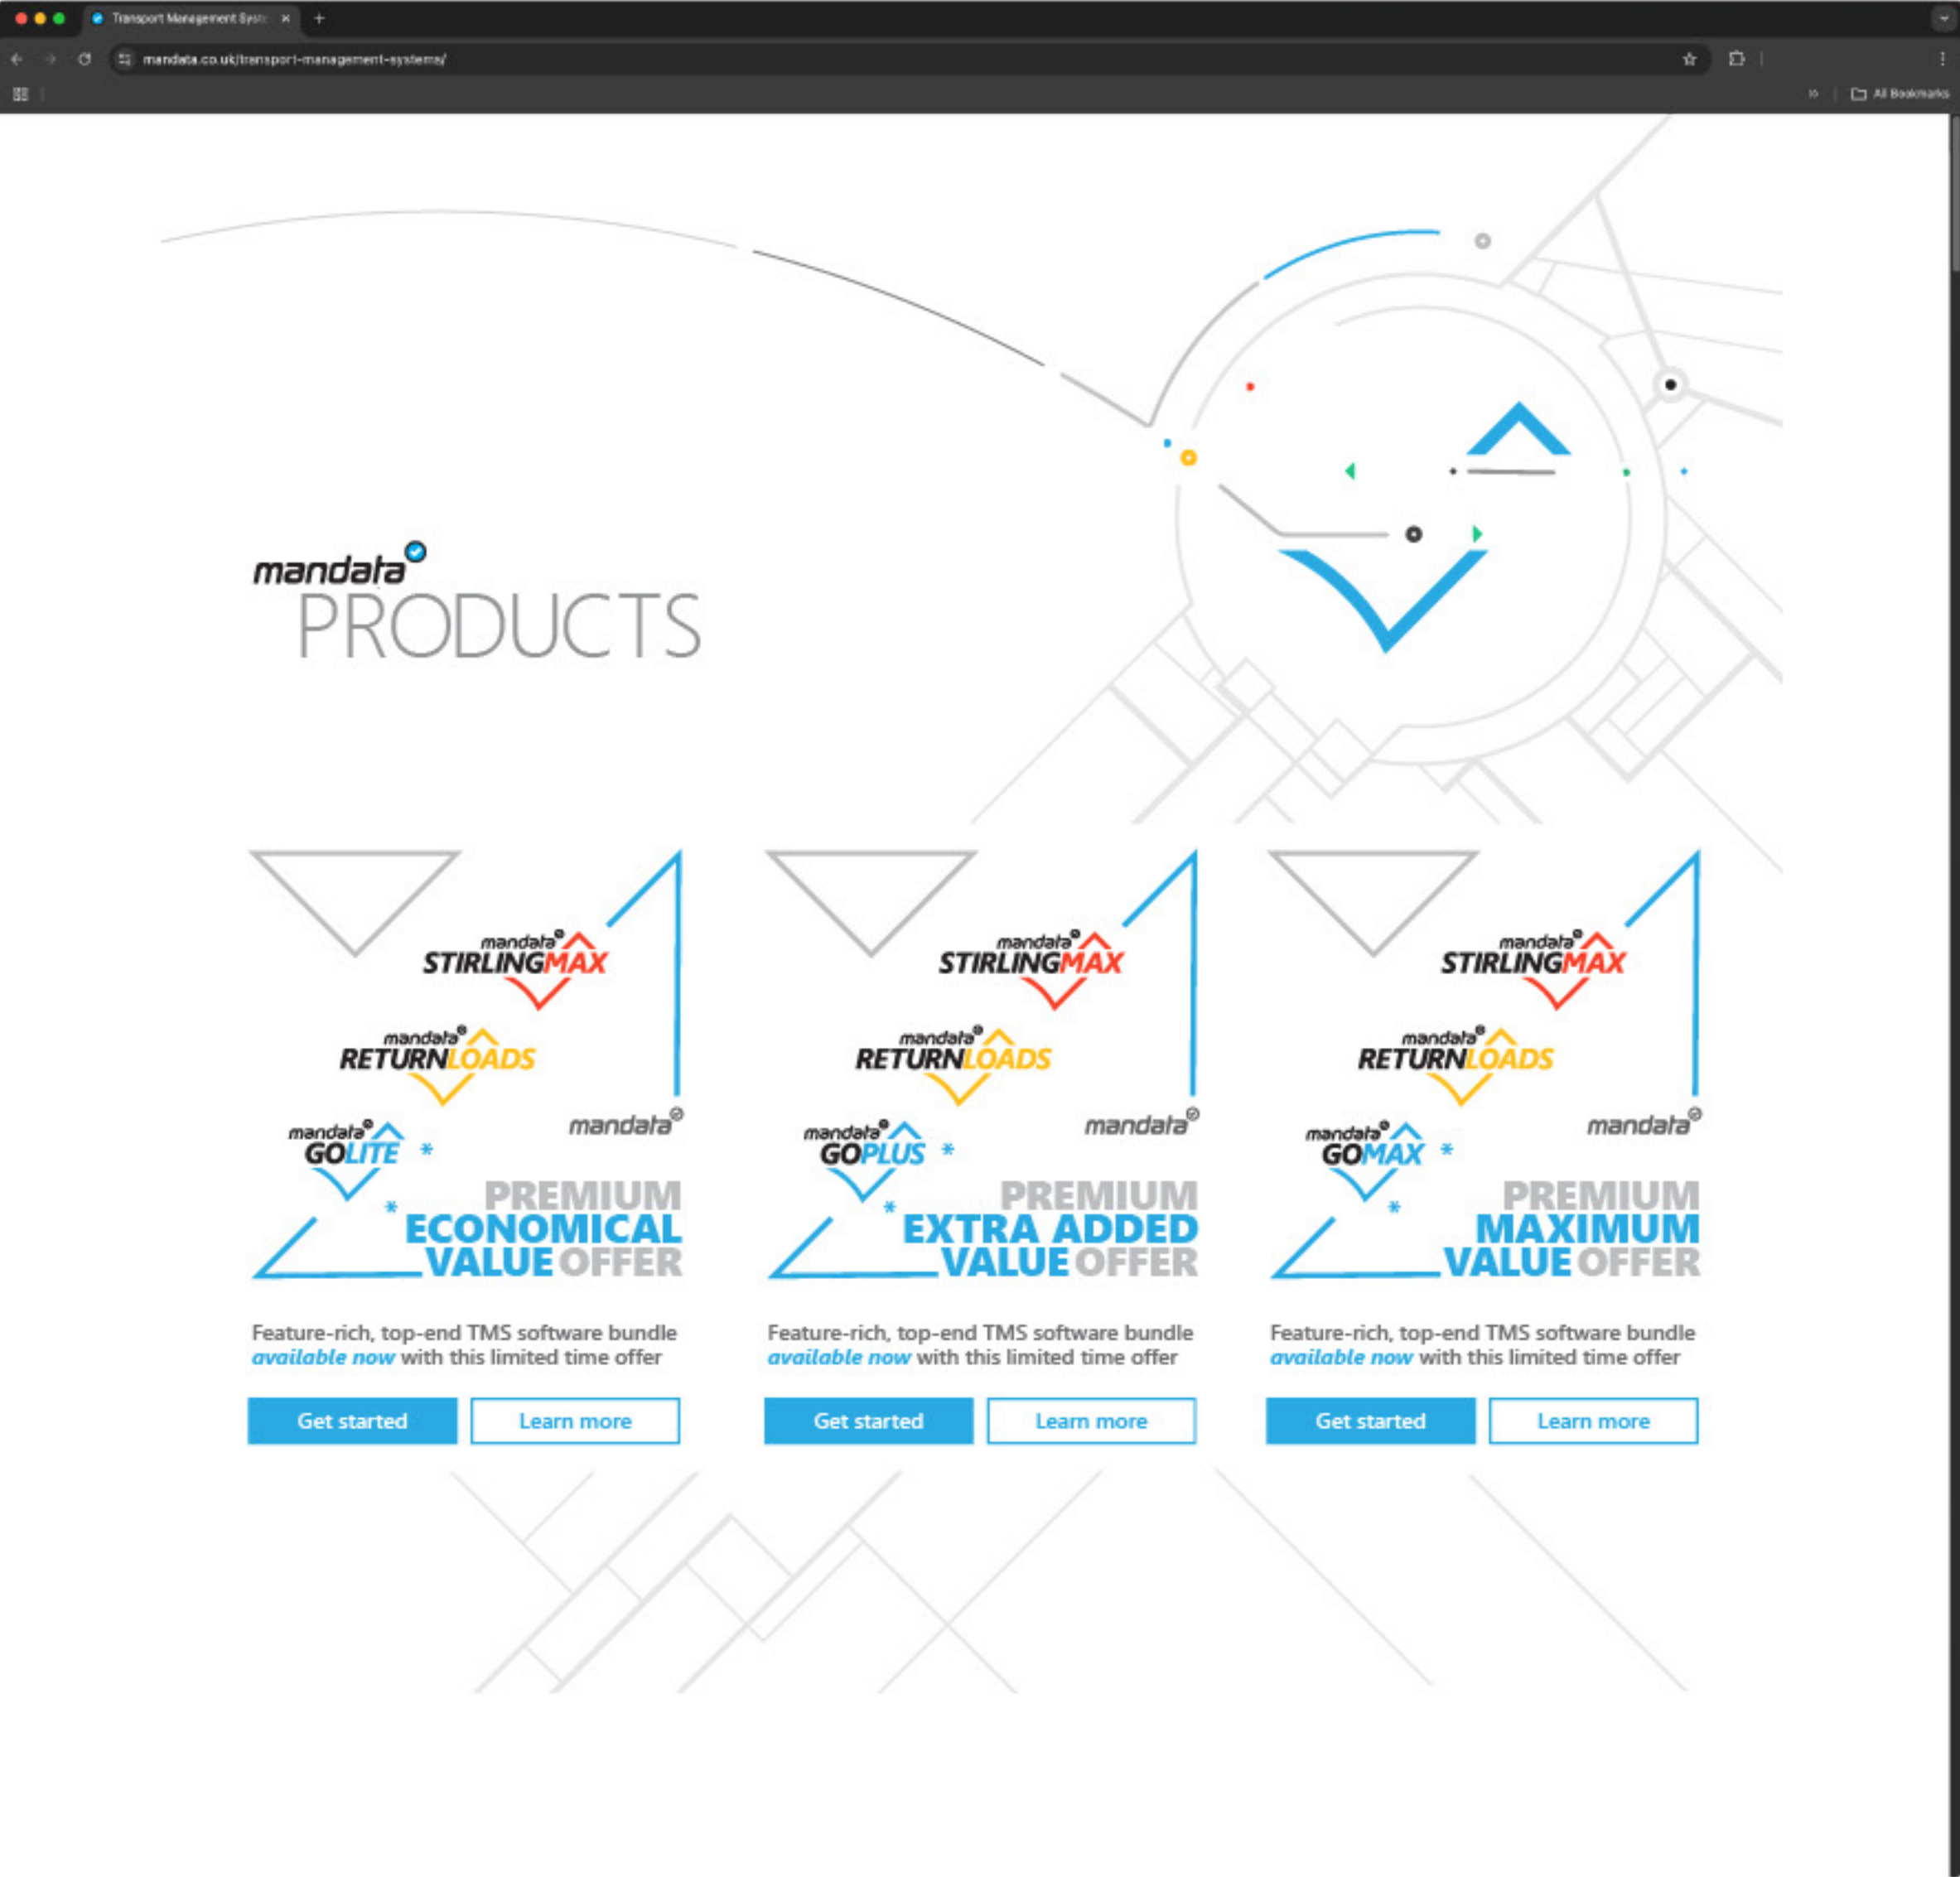 Transport Management Syste
mandata.co.uk/transport-management-systems/
All Bookmarks
mandata
PRODUCTS
mandata
STIRLINGMAX
mandata
RETURNLOADS
mandata
GOLITE *
mandata
PREMIUM
* ECONOMICAL
VALUE OFFER
Feature-rich, top-end TMS software bundle
available now with this limited time offer
Get started
Learn more
mandata
STIRLINGMAX
mandata
RETURNLOADS
mandata
GOPLUS *
mandata
PREMIUM
* EXTRA ADDED
VALUE OFFER
Feature-rich, top-end TMS software bundle
available now with this limited time offer
Get started
Learn more
mandata
STIRLINGMAX
mandata
RETURNLOADS
mandata
GOMAX *
mandata
PREMIUM
* MAXIMUM
VALUE OFFER
Feature-rich, top-end TMS software bundle
available now with this limited time offer
Get started
Learn more